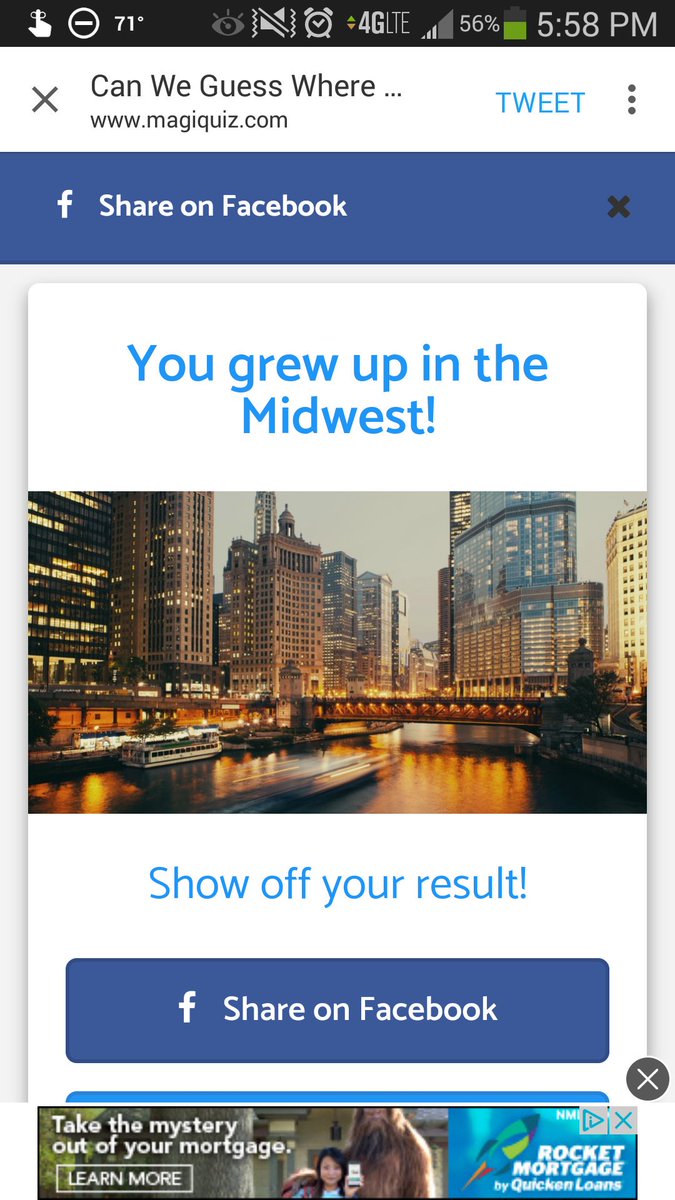 71° 4G LTE 56% 5:58 PM
Can We Guess Where ...
www.magiquiz.com
TWEET
f Share on Facebook
You grew up in the
Midwest!
Show off your result!
f Share on Facebook
Take the mystery
out of your mortgage.
LEARN MORE
ROCKET
MORTGAGE
by Quicken Loans